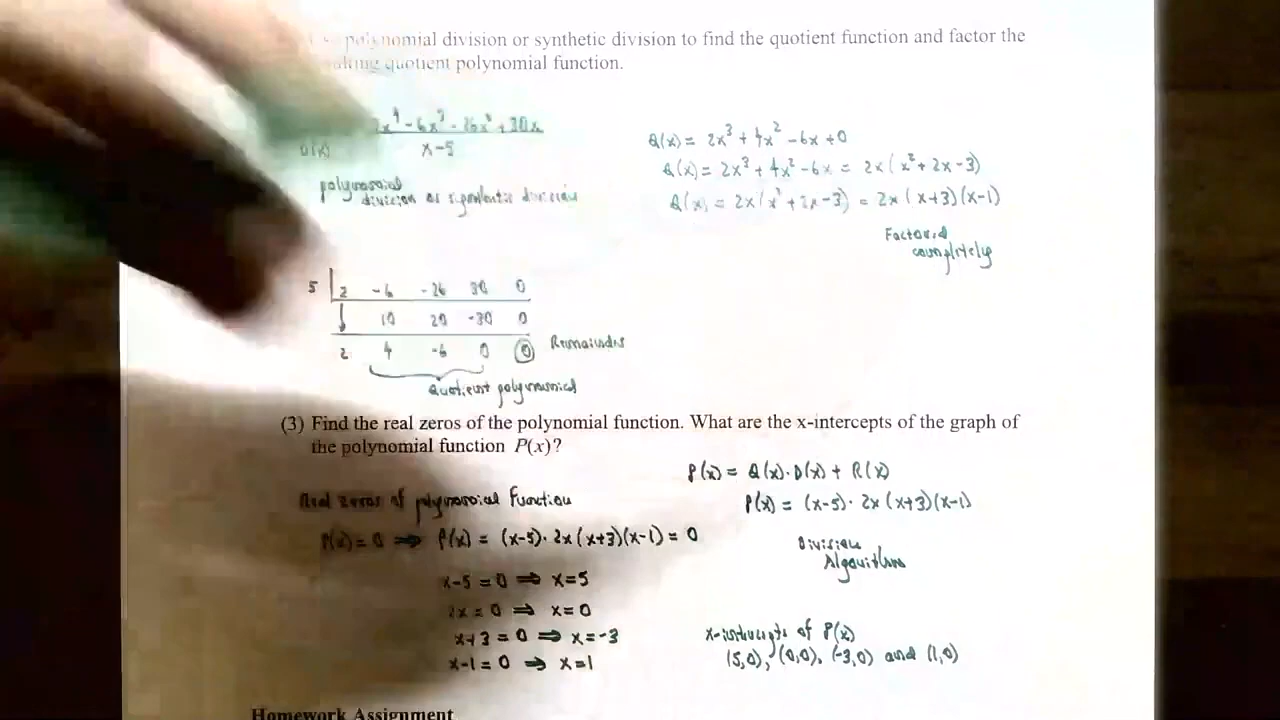 polynomial division or synthetic division to find the quotient function and factor the
quotient polynomial function.
x⁴ - 6x³ - 26x² + 30x
x-5
D(x)
polynomial
division or synthetic division
Q(x) = 2x³ + 4x² - 6x + 0
Q(x) = 2x³ + 4x² - 6x = 2x(x² + 2x - 3)
Q(x) = 2x(x² + 2x - 3) = 2x(x+3)(x-1)
Factored
completely
5 | 2 -6 -26 30 0
10 20 -30 0
2 4 -6 0 0 Remainder
Quotient polynomial
(3) Find the real zeros of the polynomial function. What are the x-intercepts of the graph of
the polynomial function P(x)?
P(x) = Q(x)·D(x) + R(x)
P(x) = (x-5)·2x(x+3)(x-1)
Division
Algorithm
Real zeros of polynomial function
P(x) = 0 ⇒ P(x) = (x-5)·2x(x+3)(x-1) = 0
x-5 = 0 ⇒ x=5
2x = 0 ⇒ x=0
x+3 = 0 ⇒ x=-3
x-1 = 0 ⇒ x=1
x-intercepts of P(x)
(5,0), (0,0), (-3,0) and (1,0)
Homework Assignment